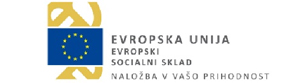 EVROPSKA UNIJA
EVROPSKI
SOCIALNI SKLAD
NALOŽBA V VAŠO PRIHODNOST